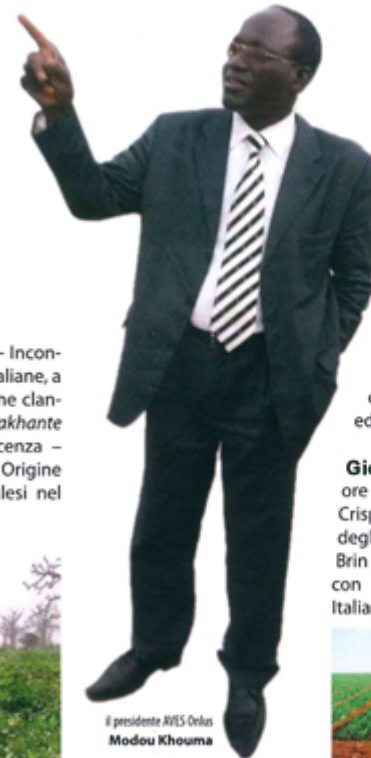 - Incon-
aliane, a
ne clan-
akhante
cenza –
Origine
lesi nel
il presidente AVES Onlus
Modou Khouma
ed
Gio
ore
Crisp
degl
Brin
con
Italia